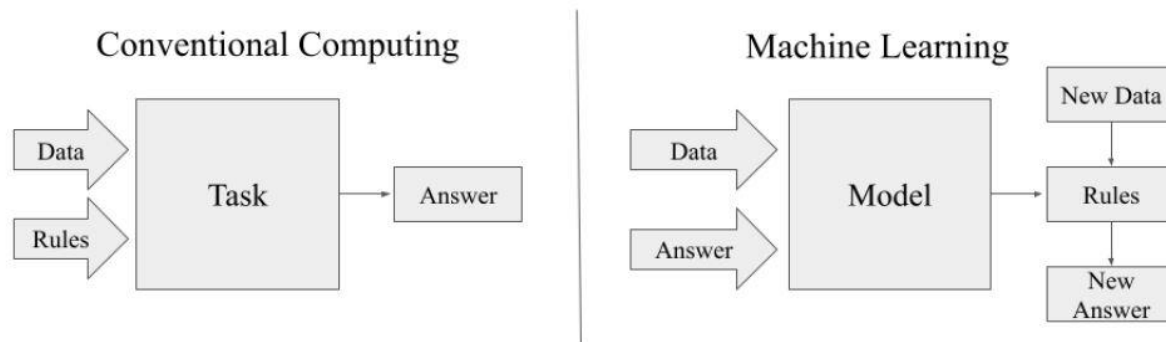 Conventional Computing
Data
Rules
Task
Answer
Machine Learning
Data
Answer
Model
New Data
Rules
New
Answer